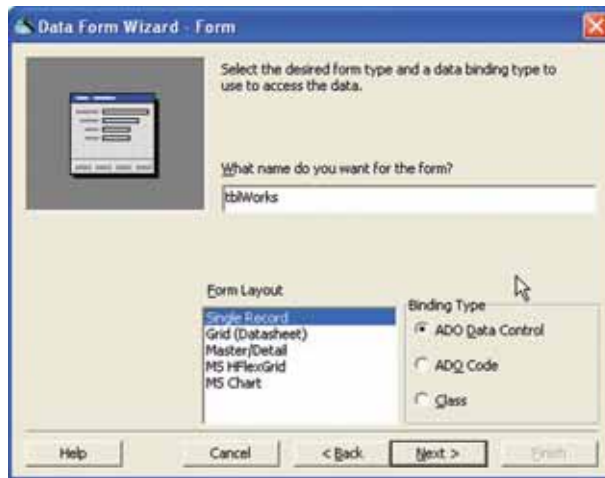 Data Form Wizard - Form
Select the desired form type and a data binding type to
use to access the data.
What name do you want for the form?
tblWorks
Form Layout
Single Record
Grid (Datasheet)
Master/Detail
MS HFlexGrid
MS Chart
Binding Type
ADO Data Control
ADO Code
Class
Help
Cancel
< Back
Next >
Finish